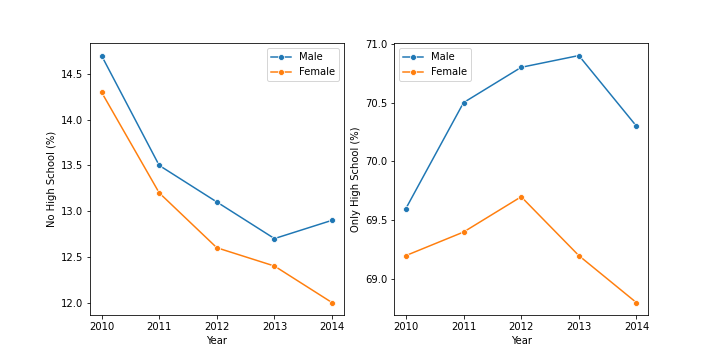 No High School (%)
14.5
14.0
13.5
13.0
12.5
12.0
2010 2011 2012 2013 2014
Year
Male
Female
Only High School (%)
71.0
70.5
70.0
69.5
69.0
2010 2011 2012 2013 2014
Year
Male
Female